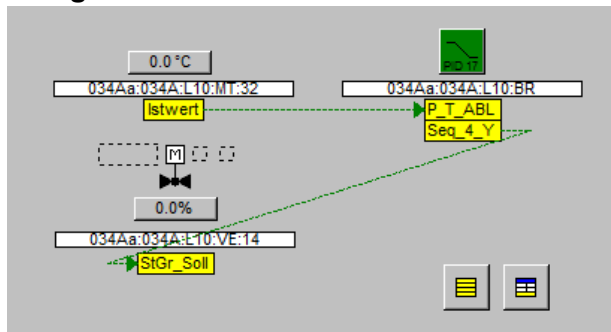 0.0 °C
PID 17
034Aa:034A:L10:MT:32
034Aa:034A:L10:BR
Istwert
P_T_ABL
Seq_4_Y
M
0.0%
034Aa:034A:L10:VE:14
StGr_Soll